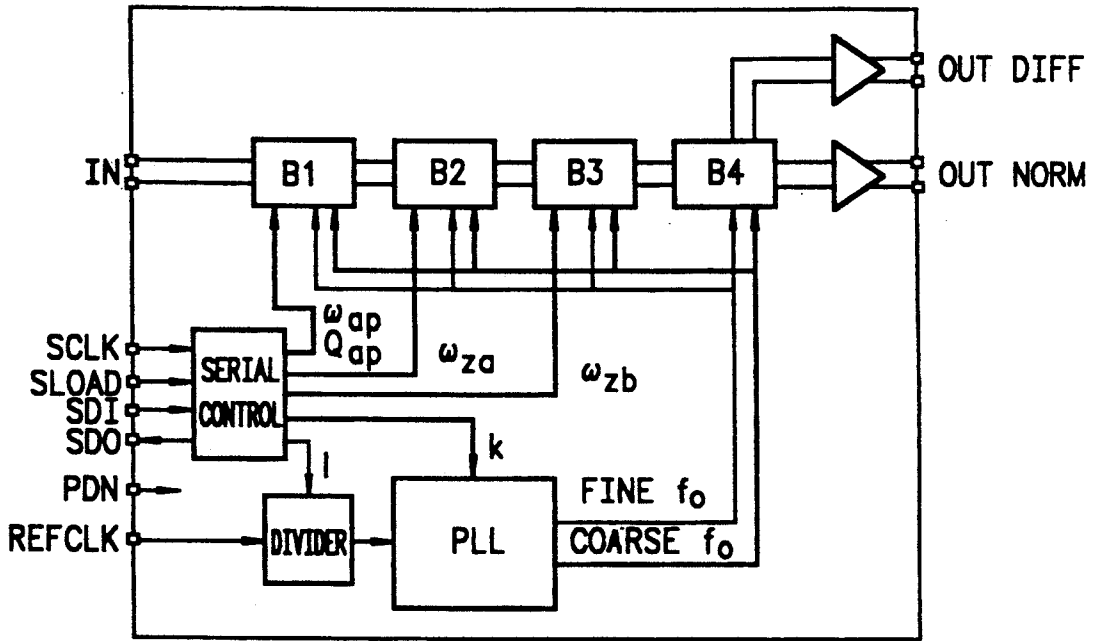 OUT DIFF
IN
B1
B2
B3
B4
OUT NORM
ωap
Qap
ωza
ωzb
SCLK
SLOAD
SDI
SDO
SERIAL
CONTROL
l
k
PDN
REFCLK
DIVIDER
PLL
FINE fo
COARSE fo